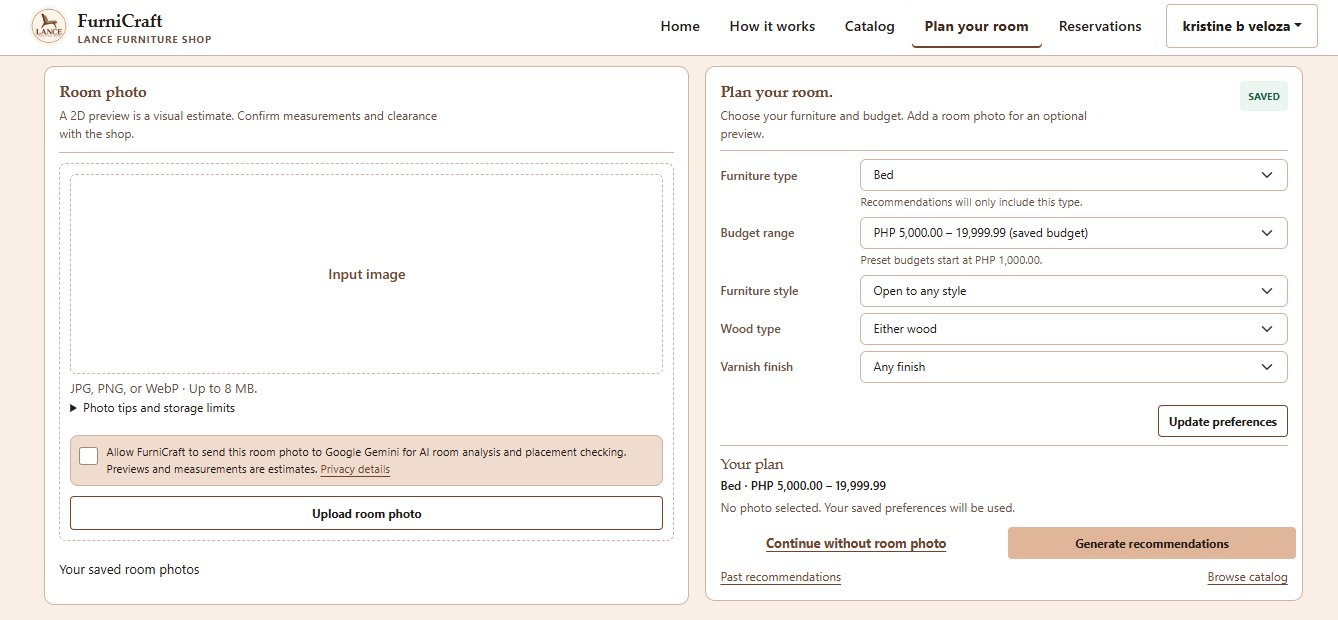 LANCE
FurniCraft
LANCE FURNITURE SHOP
Home
How it works
Catalog
Plan your room
Reservations
kristine b veloza
Room photo
A 2D preview is a visual estimate. Confirm measurements and clearance
with the shop.
Input image
JPG, PNG, or WebP · Up to 8 MB.
Photo tips and storage limits
Allow FurniCraft to send this room photo to Google Gemini for AI room analysis and placement checking.
Previews and measurements are estimates. Privacy details
Upload room photo
Your saved room photos
Plan your room.
SAVED
Choose your furniture and budget. Add a room photo for an optional
preview.
Furniture type
Bed
Recommendations will only include this type.
Budget range
PHP 5,000.00 – 19,999.99 (saved budget)
Preset budgets start at PHP 1,000.00.
Furniture style
Open to any style
Wood type
Either wood
Varnish finish
Any finish
Update preferences
Your plan
Bed · PHP 5,000.00 – 19,999.99
No photo selected. Your saved preferences will be used.
Continue without room photo
Generate recommendations
Past recommendations
Browse catalog